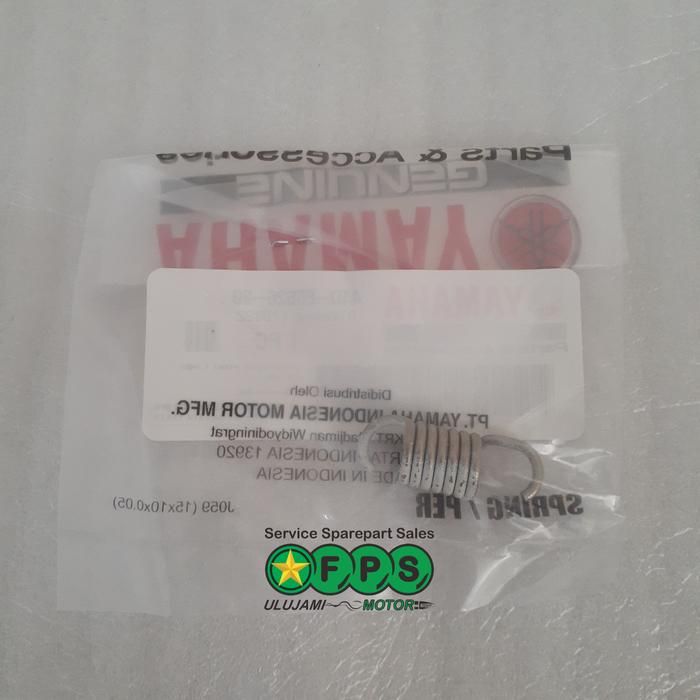 Parts & Accessories
GENUINE
YAMAHA
YAMAHA
Didistribusi Oleh
PT. YAMAHA INDONESIA MOTOR MFG.
Widyodiningrat
INDONESIA 13920
IN INDONESIA
SPRING / PER
J059 (15x10x0.05)
Service Sparepart Sales
FPS
ULUJAMI MOTOR